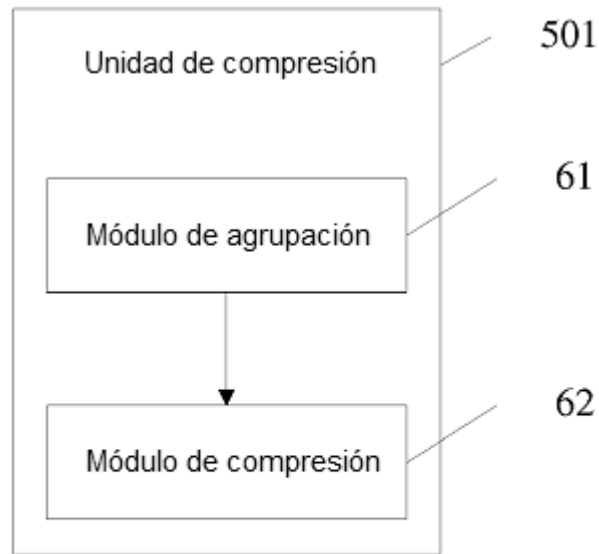 501
Unidad de compresión
61
Módulo de agrupación
62
Módulo de compresión